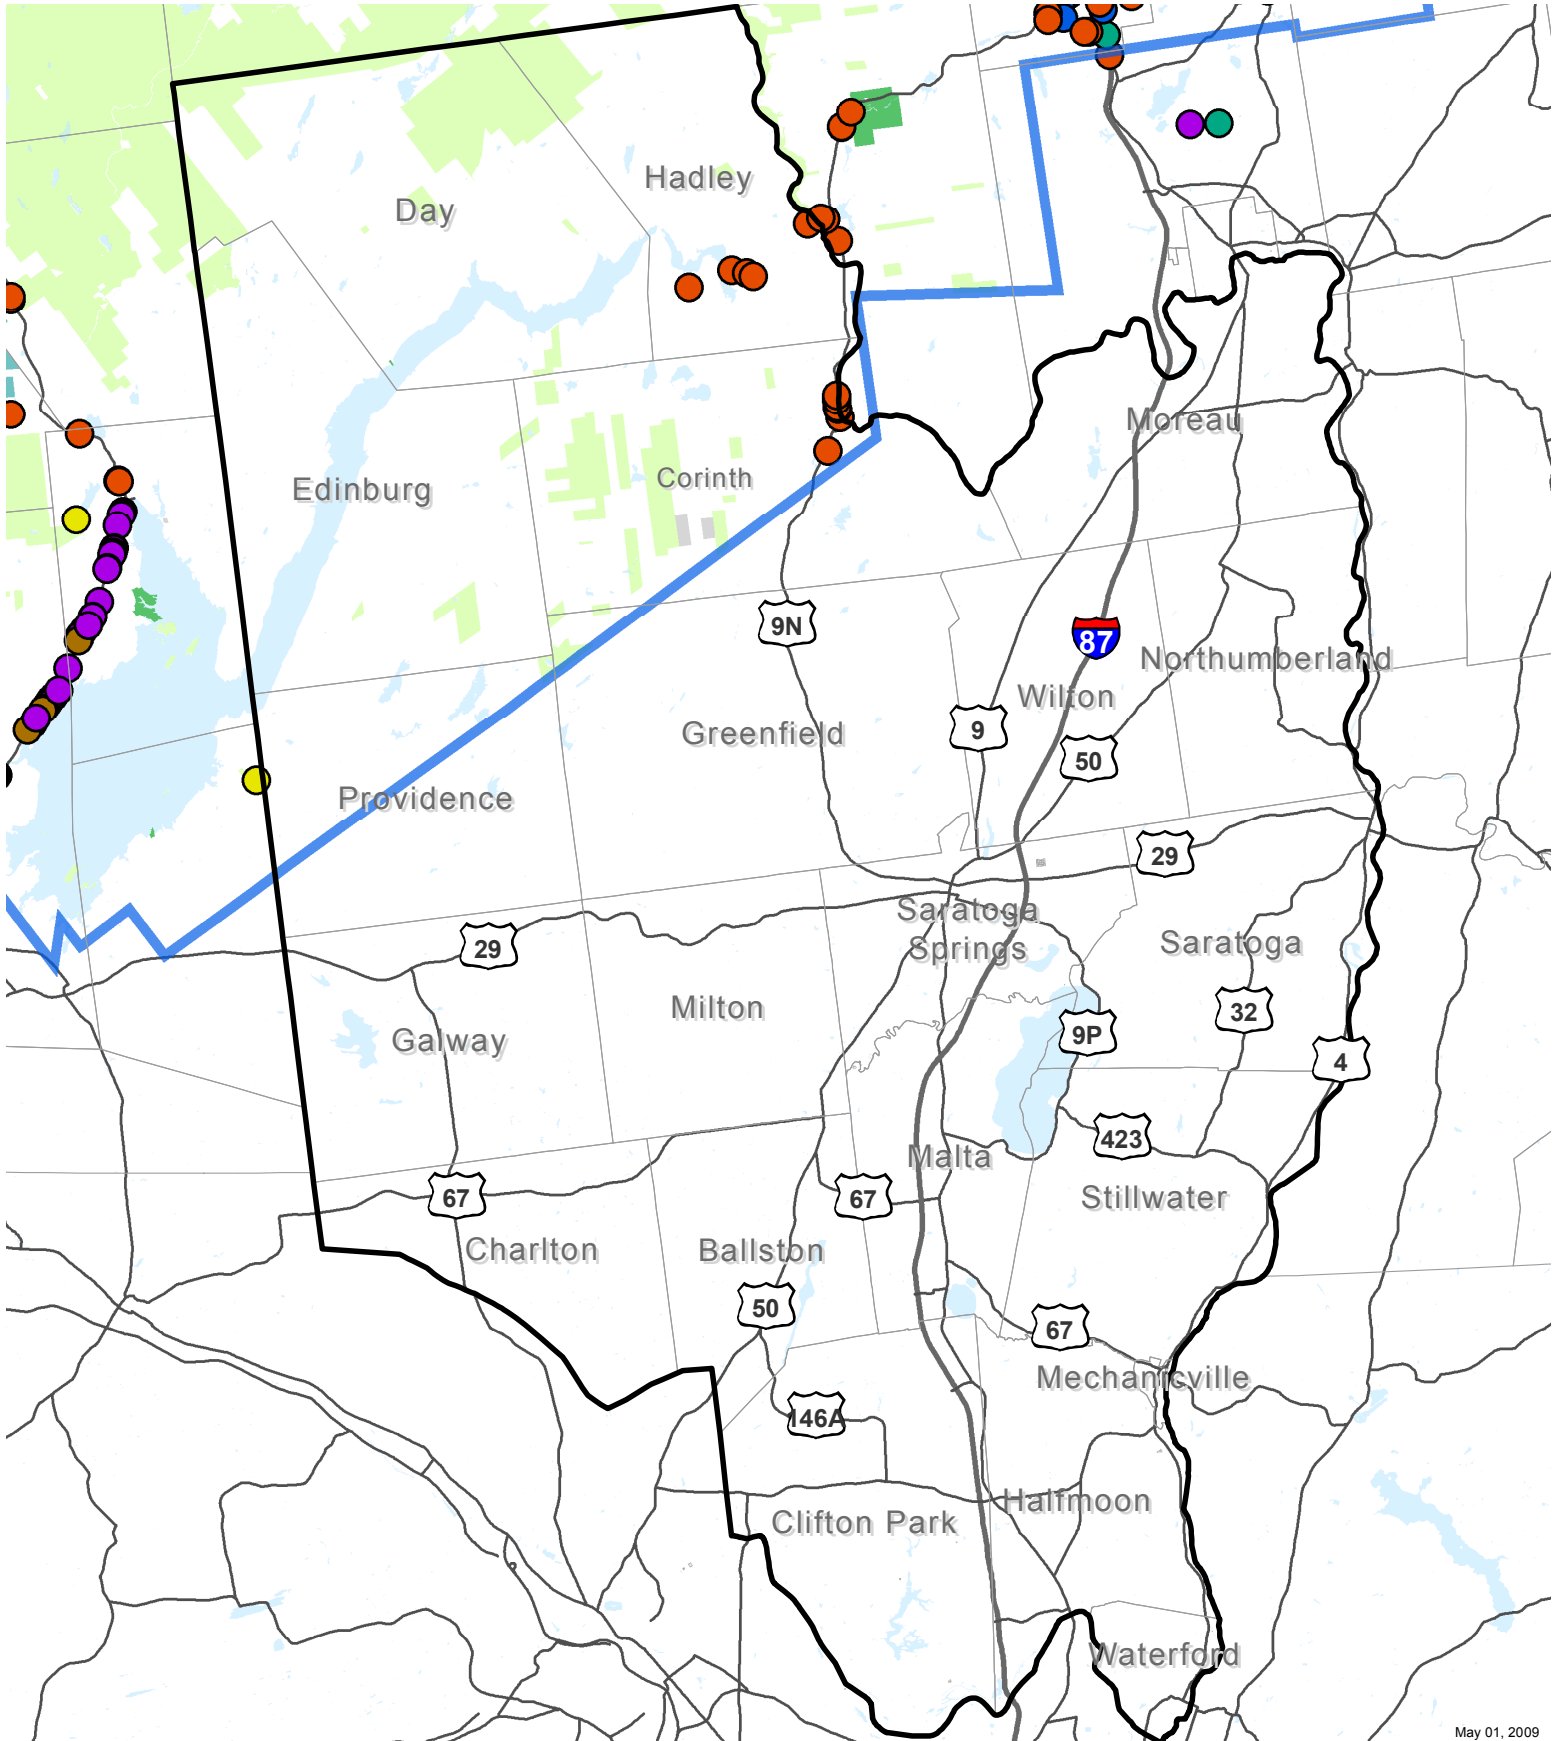 Hadley
Day
Moreau
Corinth
Edinburg
9N
87
Northumberland
Wilton
9
Greenfield
50
Providence
29
Saratoga
Springs
29
Saratoga
Milton
32
9P
Galway
4
423
Malta
67
67
Stillwater
Charlton
Ballston
50
67
Mechanicville
146A
Halfmoon
Clifton Park
Waterford
May 01, 2009